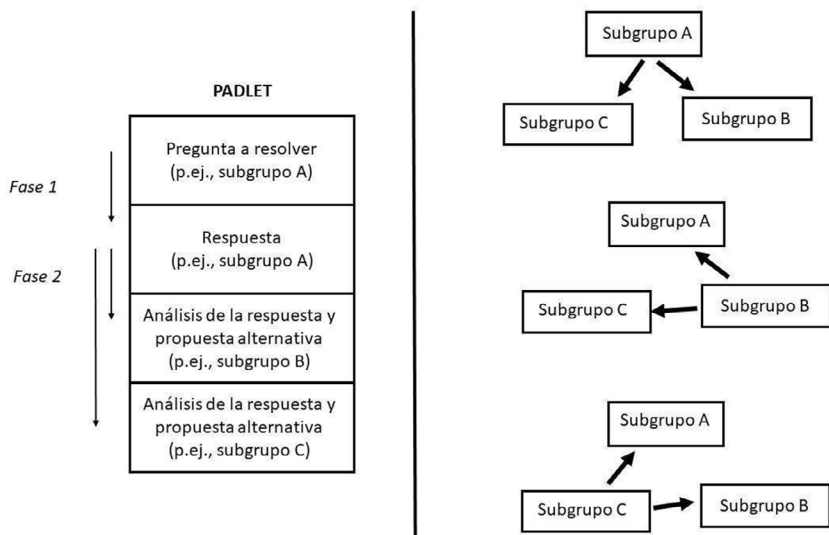 PADLET
Pregunta a resolver
(p.ej., subgrupo A)
Fase 1
Respuesta
(p.ej., subgrupo A)
Fase 2
Análisis de la respuesta y
propuesta alternativa
(p.ej., subgrupo B)
Análisis de la respuesta y
propuesta alternativa
(p.ej., subgrupo C)
Subgrupo A
Subgrupo C
Subgrupo B
Subgrupo A
Subgrupo C
Subgrupo B
Subgrupo A
Subgrupo C
Subgrupo B